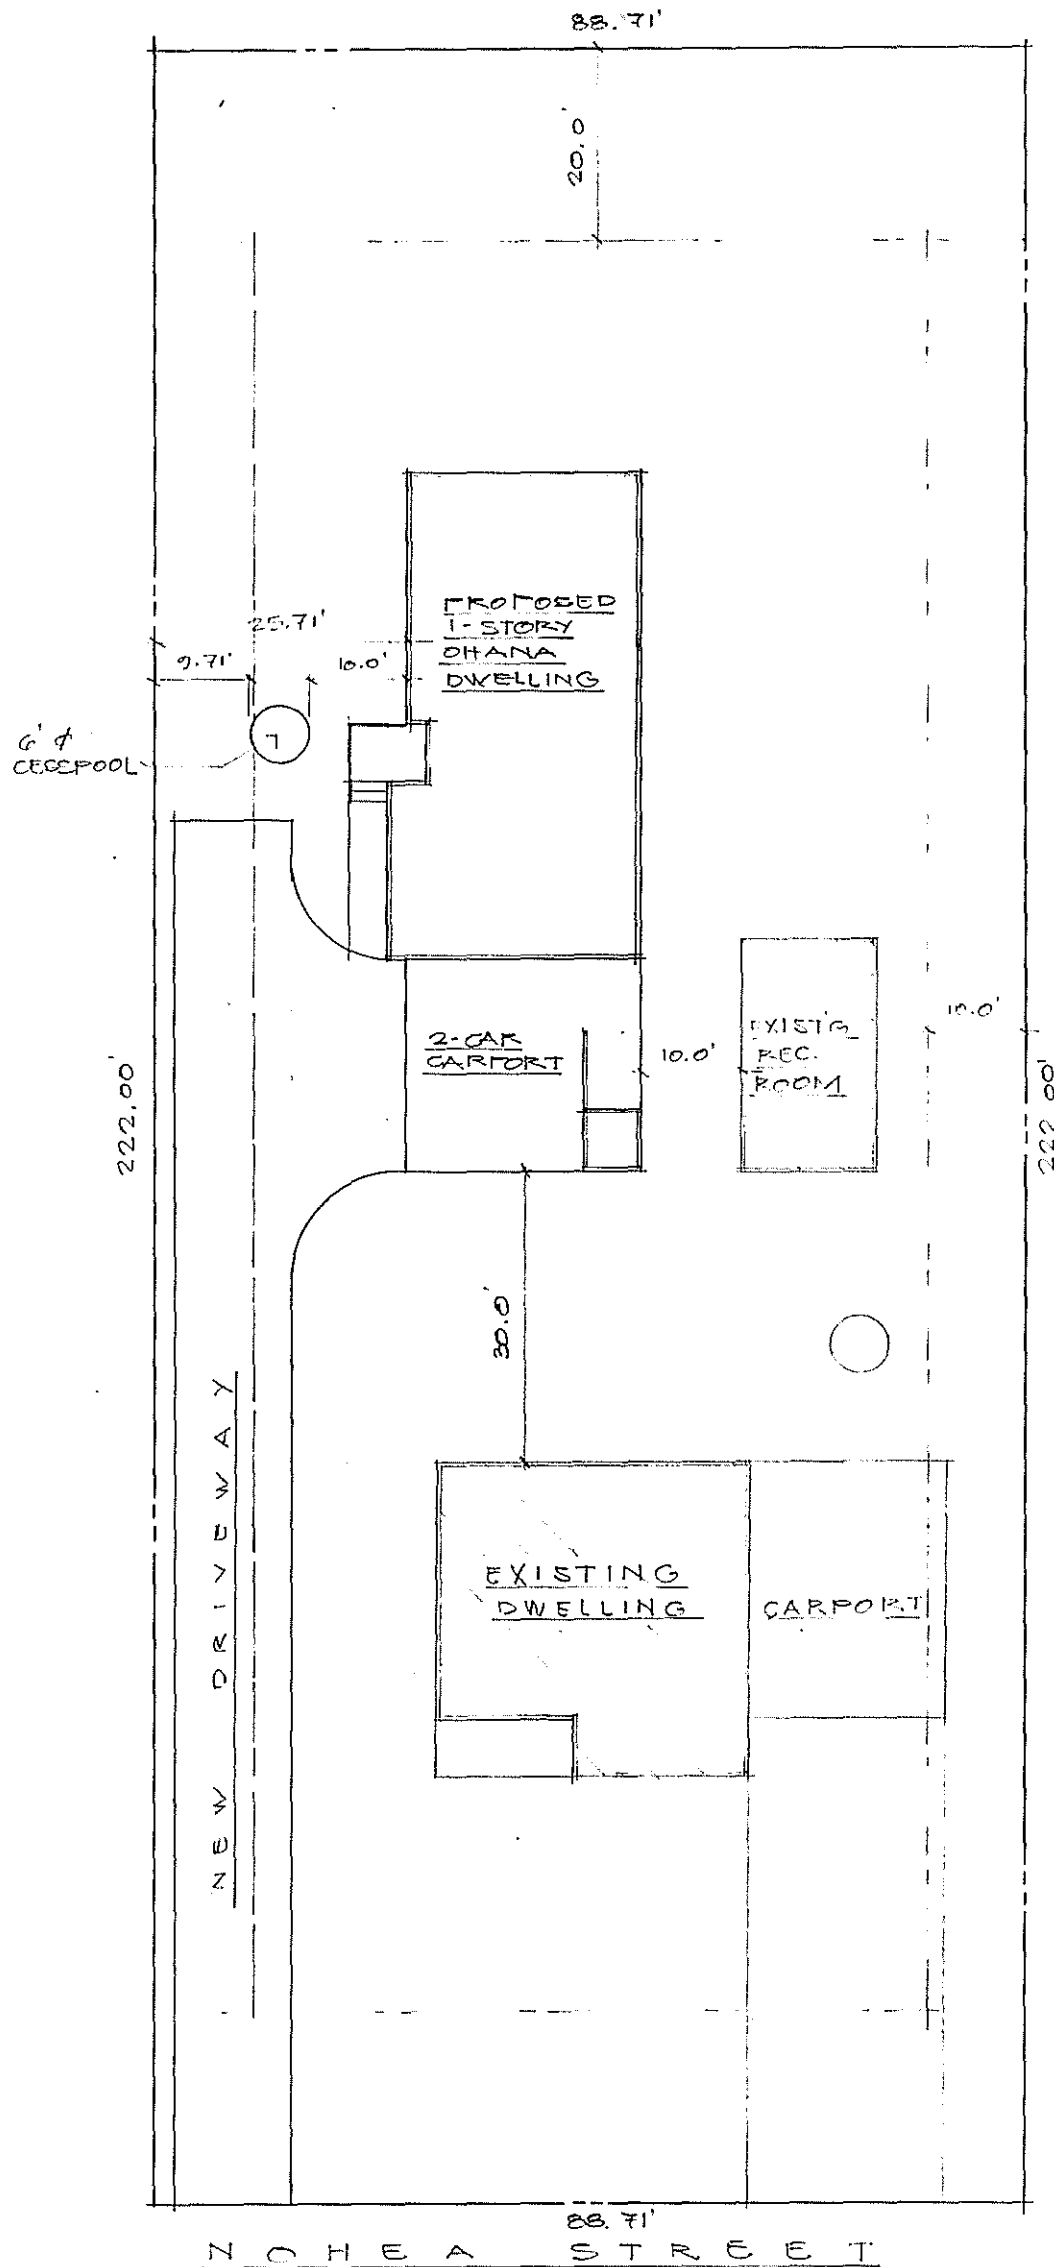 88.71'
20.0'
PROPOSED
1-STORY
OHANA
DWELLING
25.71'
9.71'
10.0'
6' ⌀
CESSPOOL
7
2-CAR
CARPORT
10.0'
EXIST'G
REC.
ROOM
10.0'
222.00'
222.00'
30.0'
NEW DRIVEWAY
EXISTING
DWELLING
CARPORT
88.71'
NOHEA STREET